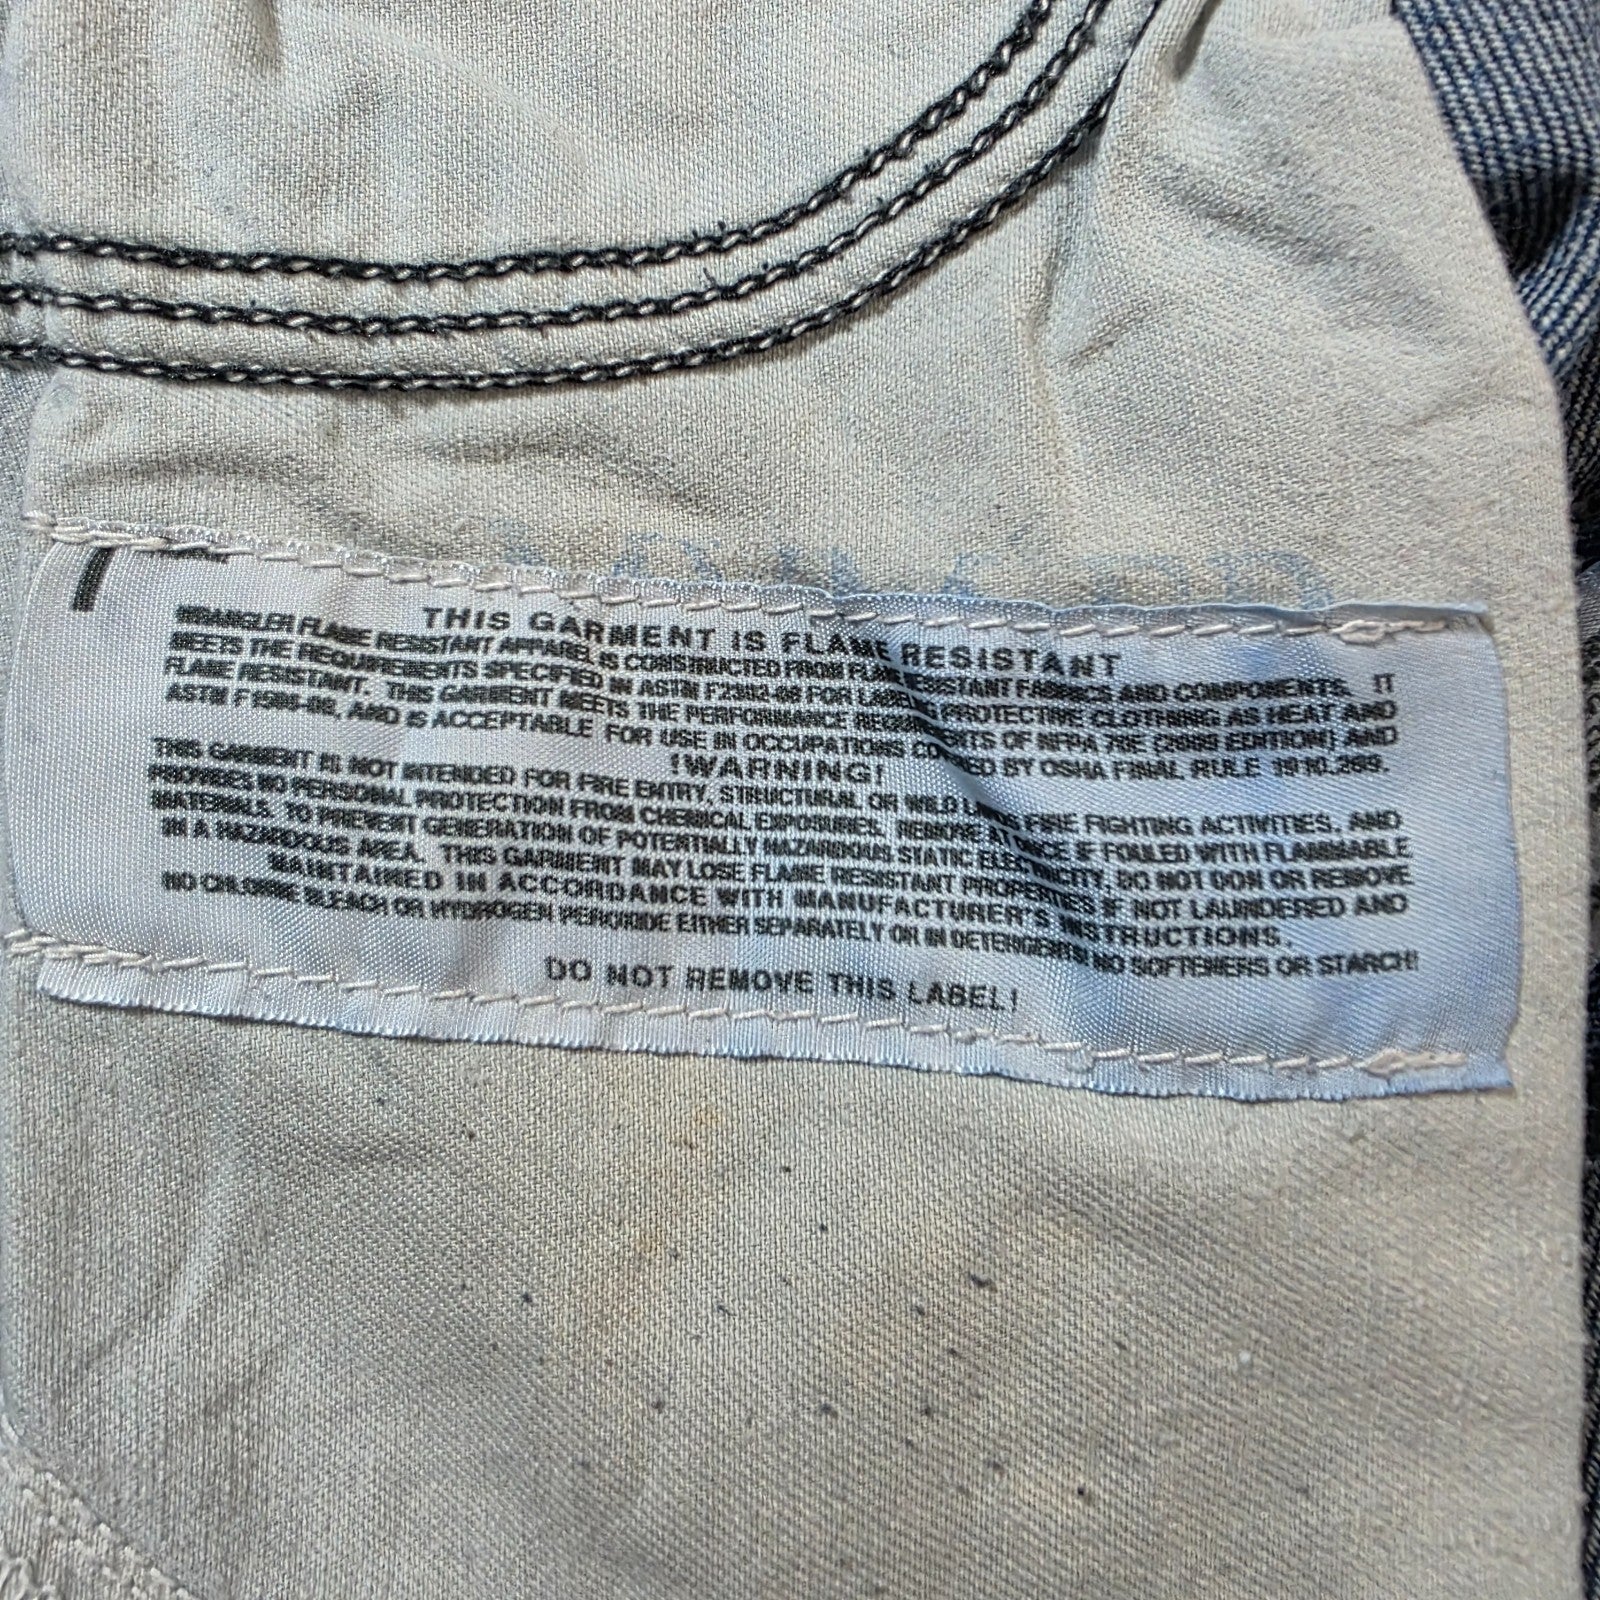 THIS GARMENT IS FLAME RESISTANT
WRANGLER FLAME RESISTANT APPAREL IS CONSTRUCTED FROM FLAME RESISTANT FABRICS AND COMPONENTS. IT
MEETS THE REQUIREMENTS SPECIFIED IN ASTM F2302-08 FOR LABELING PROTECTIVE CLOTHING AS HEAT AND
FLAME RESISTANT. THIS GARMENT MEETS THE PERFORMANCE REQUIREMENTS OF NFPA 70E (2009 EDITION) AND
ASTM F1506-08, AND IS ACCEPTABLE FOR USE IN OCCUPATIONS COVERED BY OSHA FINAL RULE 1910.269.
!WARNING!
THIS GARMENT IS NOT INTENDED FOR FIRE ENTRY, STRUCTURAL OR WILD LANDS FIRE FIGHTING ACTIVITIES, AND
PROVIDES NO PERSONAL PROTECTION FROM CHEMICAL EXPOSURES. REMOVE AT ONCE IF FOULED WITH FLAMMABLE
MATERIALS. TO PREVENT GENERATION OF POTENTIALLY HAZARDOUS STATIC ELECTRICITY, DO NOT DON OR REMOVE
IN A HAZARDOUS AREA. THIS GARMENT MAY LOSE FLAME RESISTANT PROPERTIES IF NOT LAUNDERED AND
MAINTAINED IN ACCORDANCE WITH MANUFACTURER'S INSTRUCTIONS.
NO CHLORINE BLEACH OR HYDROGEN PEROXIDE EITHER SEPARATELY OR IN DETERGENTS! NO SOFTENERS OR STARCH!
DO NOT REMOVE THIS LABEL!